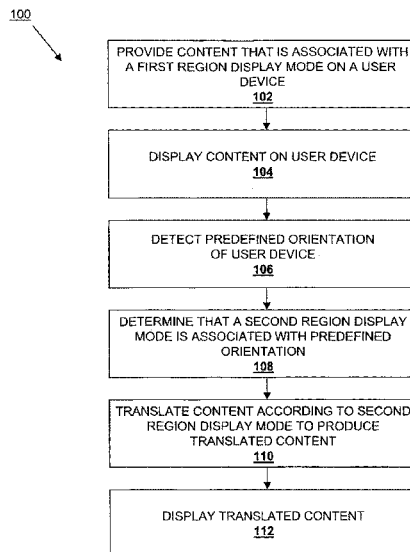 100
PROVIDE CONTENT THAT IS ASSOCIATED WITH
A FIRST REGION DISPLAY MODE ON A USER
DEVICE
102
DISPLAY CONTENT ON USER DEVICE
104
DETECT PREDEFINED ORIENTATION
OF USER DEVICE
106
DETERMINE THAT A SECOND REGION DISPLAY
MODE IS ASSOCIATED WITH PREDEFINED
ORIENTATION
108
TRANSLATE CONTENT ACCORDING TO SECOND
REGION DISPLAY MODE TO PRODUCE
TRANSLATED CONTENT
110
DISPLAY TRANSLATED CONTENT
112